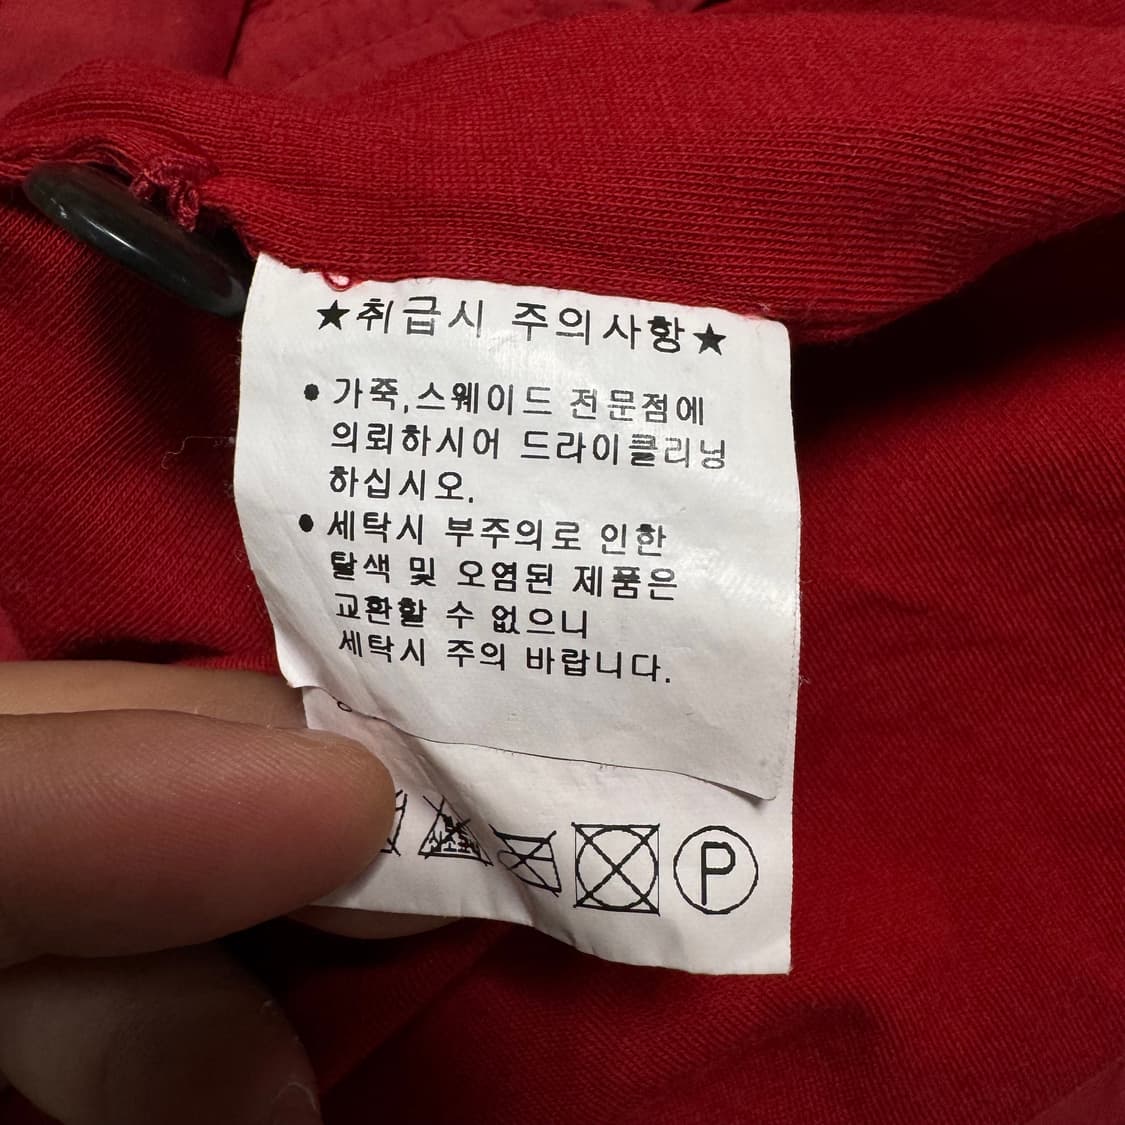 ★취급시 주의사항★
● 가죽,스웨이드 전문점에
의뢰하시어 드라이클리닝
하십시오.
● 세탁시 부주의로 인한
탈색 및 오염된 제품은
교환할 수 없으니
세탁시 주의 바랍니다.
P